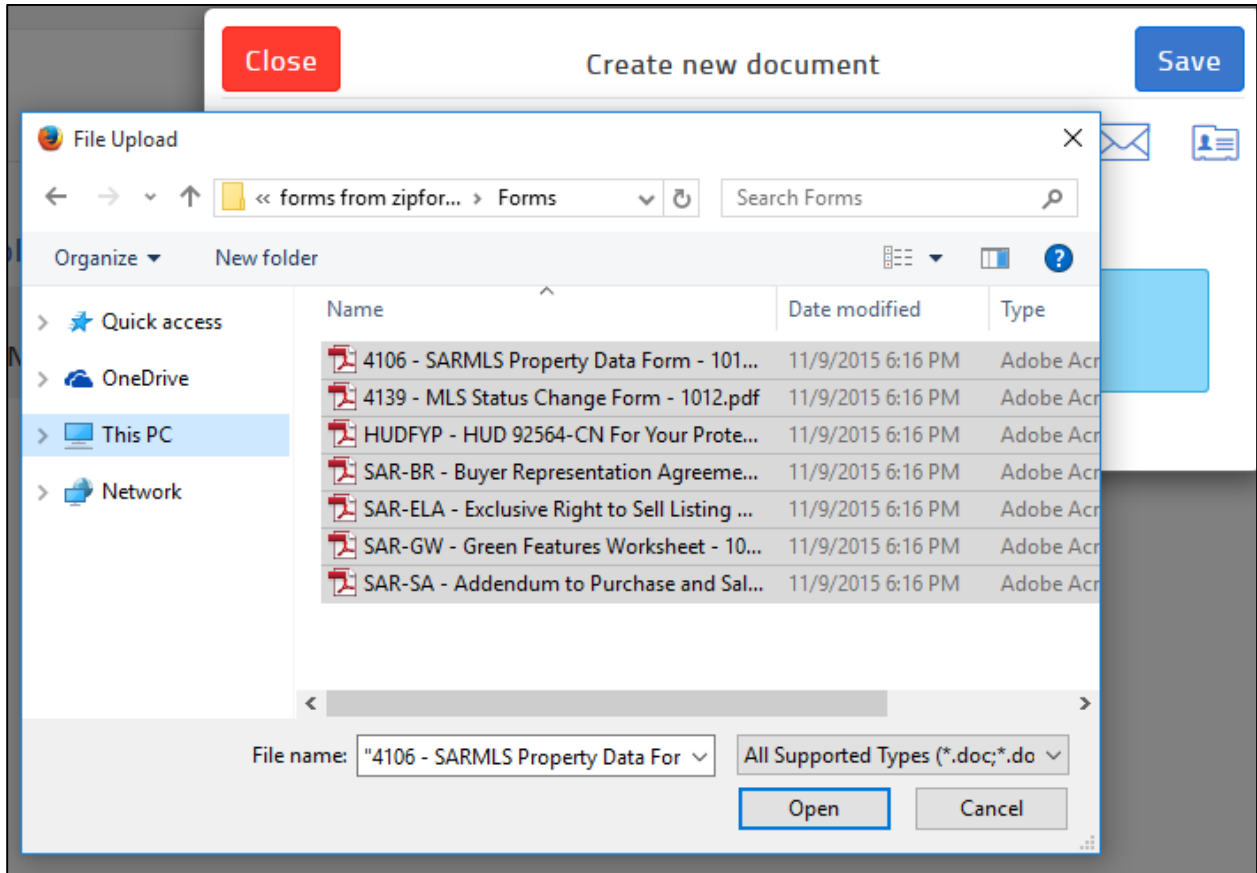 Close
Create new document
Save
File Upload
« forms from zipfor... > Forms
Search Forms
Organize
New folder
?
Name
Date modified
Type
Quick access
OneDrive
This PC
Network
4106 - SARMLS Property Data Form - 101... 11/9/2015 6:16 PM Adobe Acr
4139 - MLS Status Change Form - 1012.pdf 11/9/2015 6:16 PM Adobe Acr
HUDFYP - HUD 92564-CN For Your Prote... 11/9/2015 6:16 PM Adobe Acr
SAR-BR - Buyer Representation Agreeme... 11/9/2015 6:16 PM Adobe Acr
SAR-ELA - Exclusive Right to Sell Listing ... 11/9/2015 6:16 PM Adobe Acr
SAR-GW - Green Features Worksheet - 10... 11/9/2015 6:16 PM Adobe Acr
SAR-SA - Addendum to Purchase and Sal... 11/9/2015 6:16 PM Adobe Acr
File name: "4106 - SARMLS Property Data For
All Supported Types (*.doc;*.do
Open
Cancel